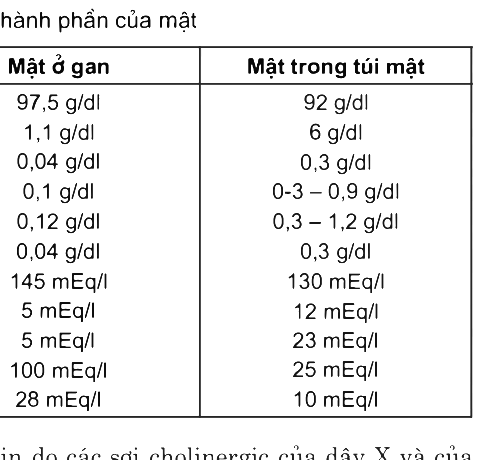 hành phần của mật
Mật ở gan Mật trong túi mật
97,5 g/dl 92 g/dl
1,1 g/dl 6 g/dl
0,04 g/dl 0,3 g/dl
0,1 g/dl 0-3 – 0,9 g/dl
0,12 g/dl 0,3 – 1,2 g/dl
0,04 g/dl 0,3 g/dl
145 mEq/l 130 mEq/l
5 mEq/l 12 mEq/l
5 mEq/l 23 mEq/l
100 mEq/l 25 mEq/l
28 mEq/l 10 mEq/l
in do các sợi cholinergic của dây X và của